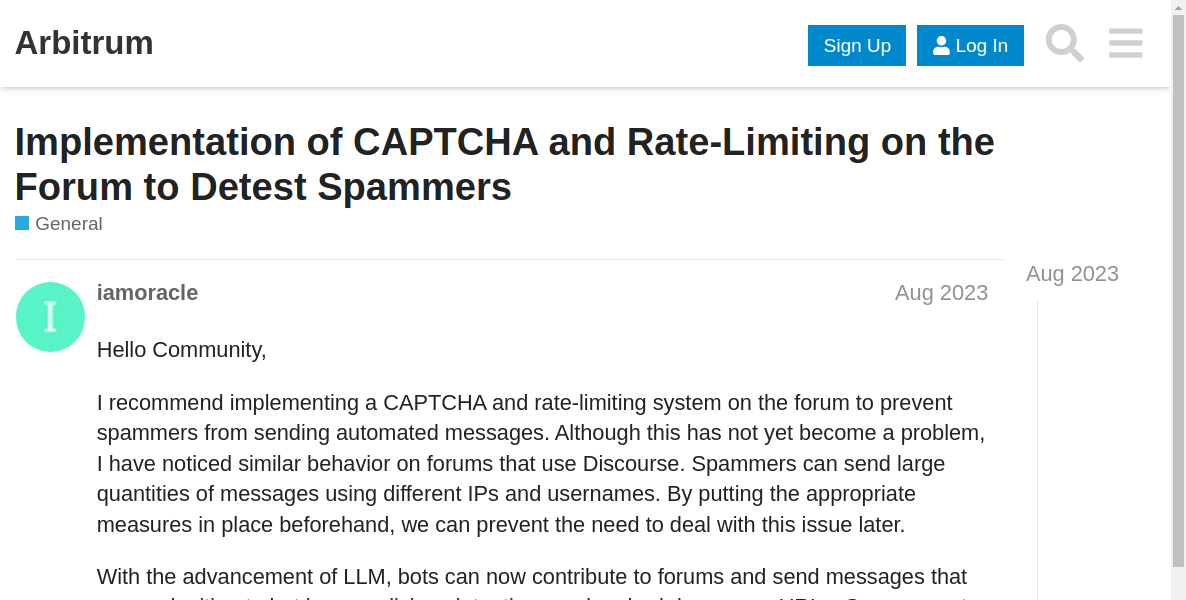 Arbitrum
Sign Up
Log In
Implementation of CAPTCHA and Rate-Limiting on the
Forum to Detest Spammers
General
Aug 2023
I
iamoracle
Aug 2023
Hello Community,
I recommend implementing a CAPTCHA and rate-limiting system on the forum to prevent
spammers from sending automated messages. Although this has not yet become a problem,
I have noticed similar behavior on forums that use Discourse. Spammers can send large
quantities of messages using different IPs and usernames. By putting the appropriate
measures in place beforehand, we can prevent the need to deal with this issue later.
With the advancement of LLM, bots can now contribute to forums and send messages that